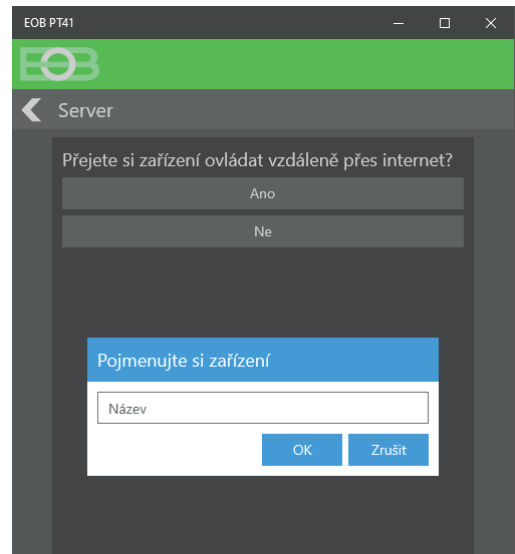 EOB PT41
EOB
Server
Přejete si zařízení ovládat vzdáleně přes internet?
Ano
Ne
Pojmenujte si zařízení
Název
OK
Zrušit